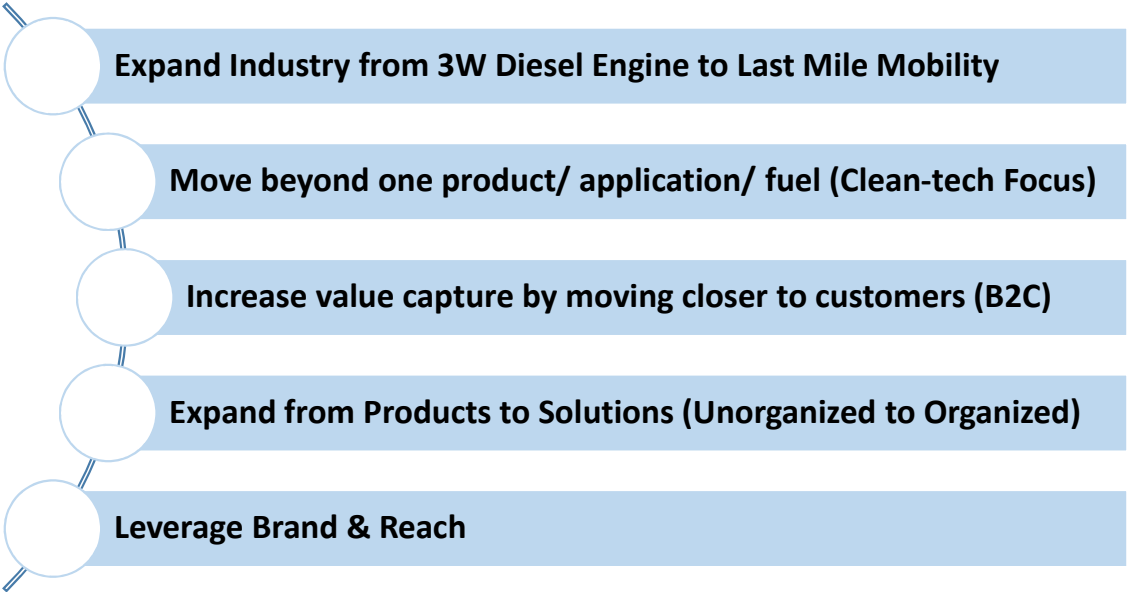 Expand Industry from 3W Diesel Engine to Last Mile Mobility
Move beyond one product/ application/ fuel (Clean-tech Focus)
Increase value capture by moving closer to customers (B2C)
Expand from Products to Solutions (Unorganized to Organized)
Leverage Brand & Reach